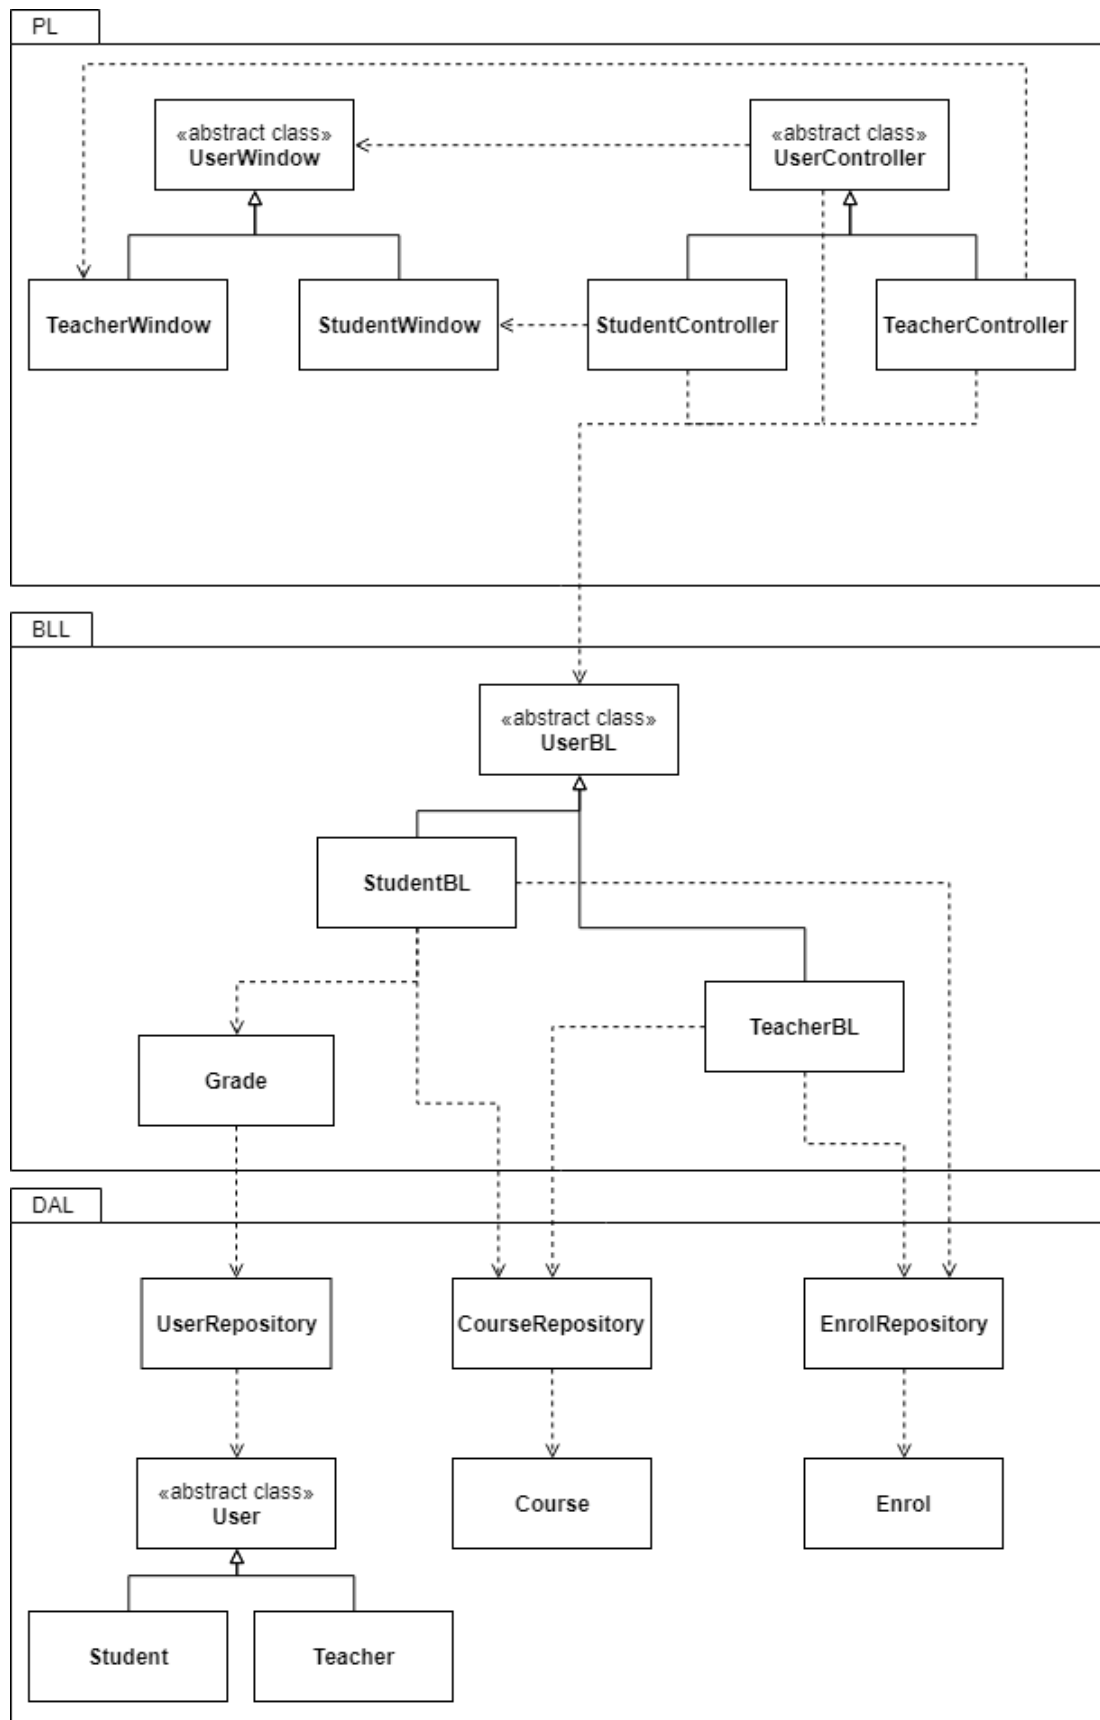 PL
«abstract class»
UserWindow
«abstract class»
UserController
TeacherWindow
StudentWindow
StudentController
TeacherController
BLL
«abstract class»
UserBL
StudentBL
TeacherBL
Grade
DAL
UserRepository
CourseRepository
EnrolRepository
«abstract class»
User
Course
Enrol
Student
Teacher